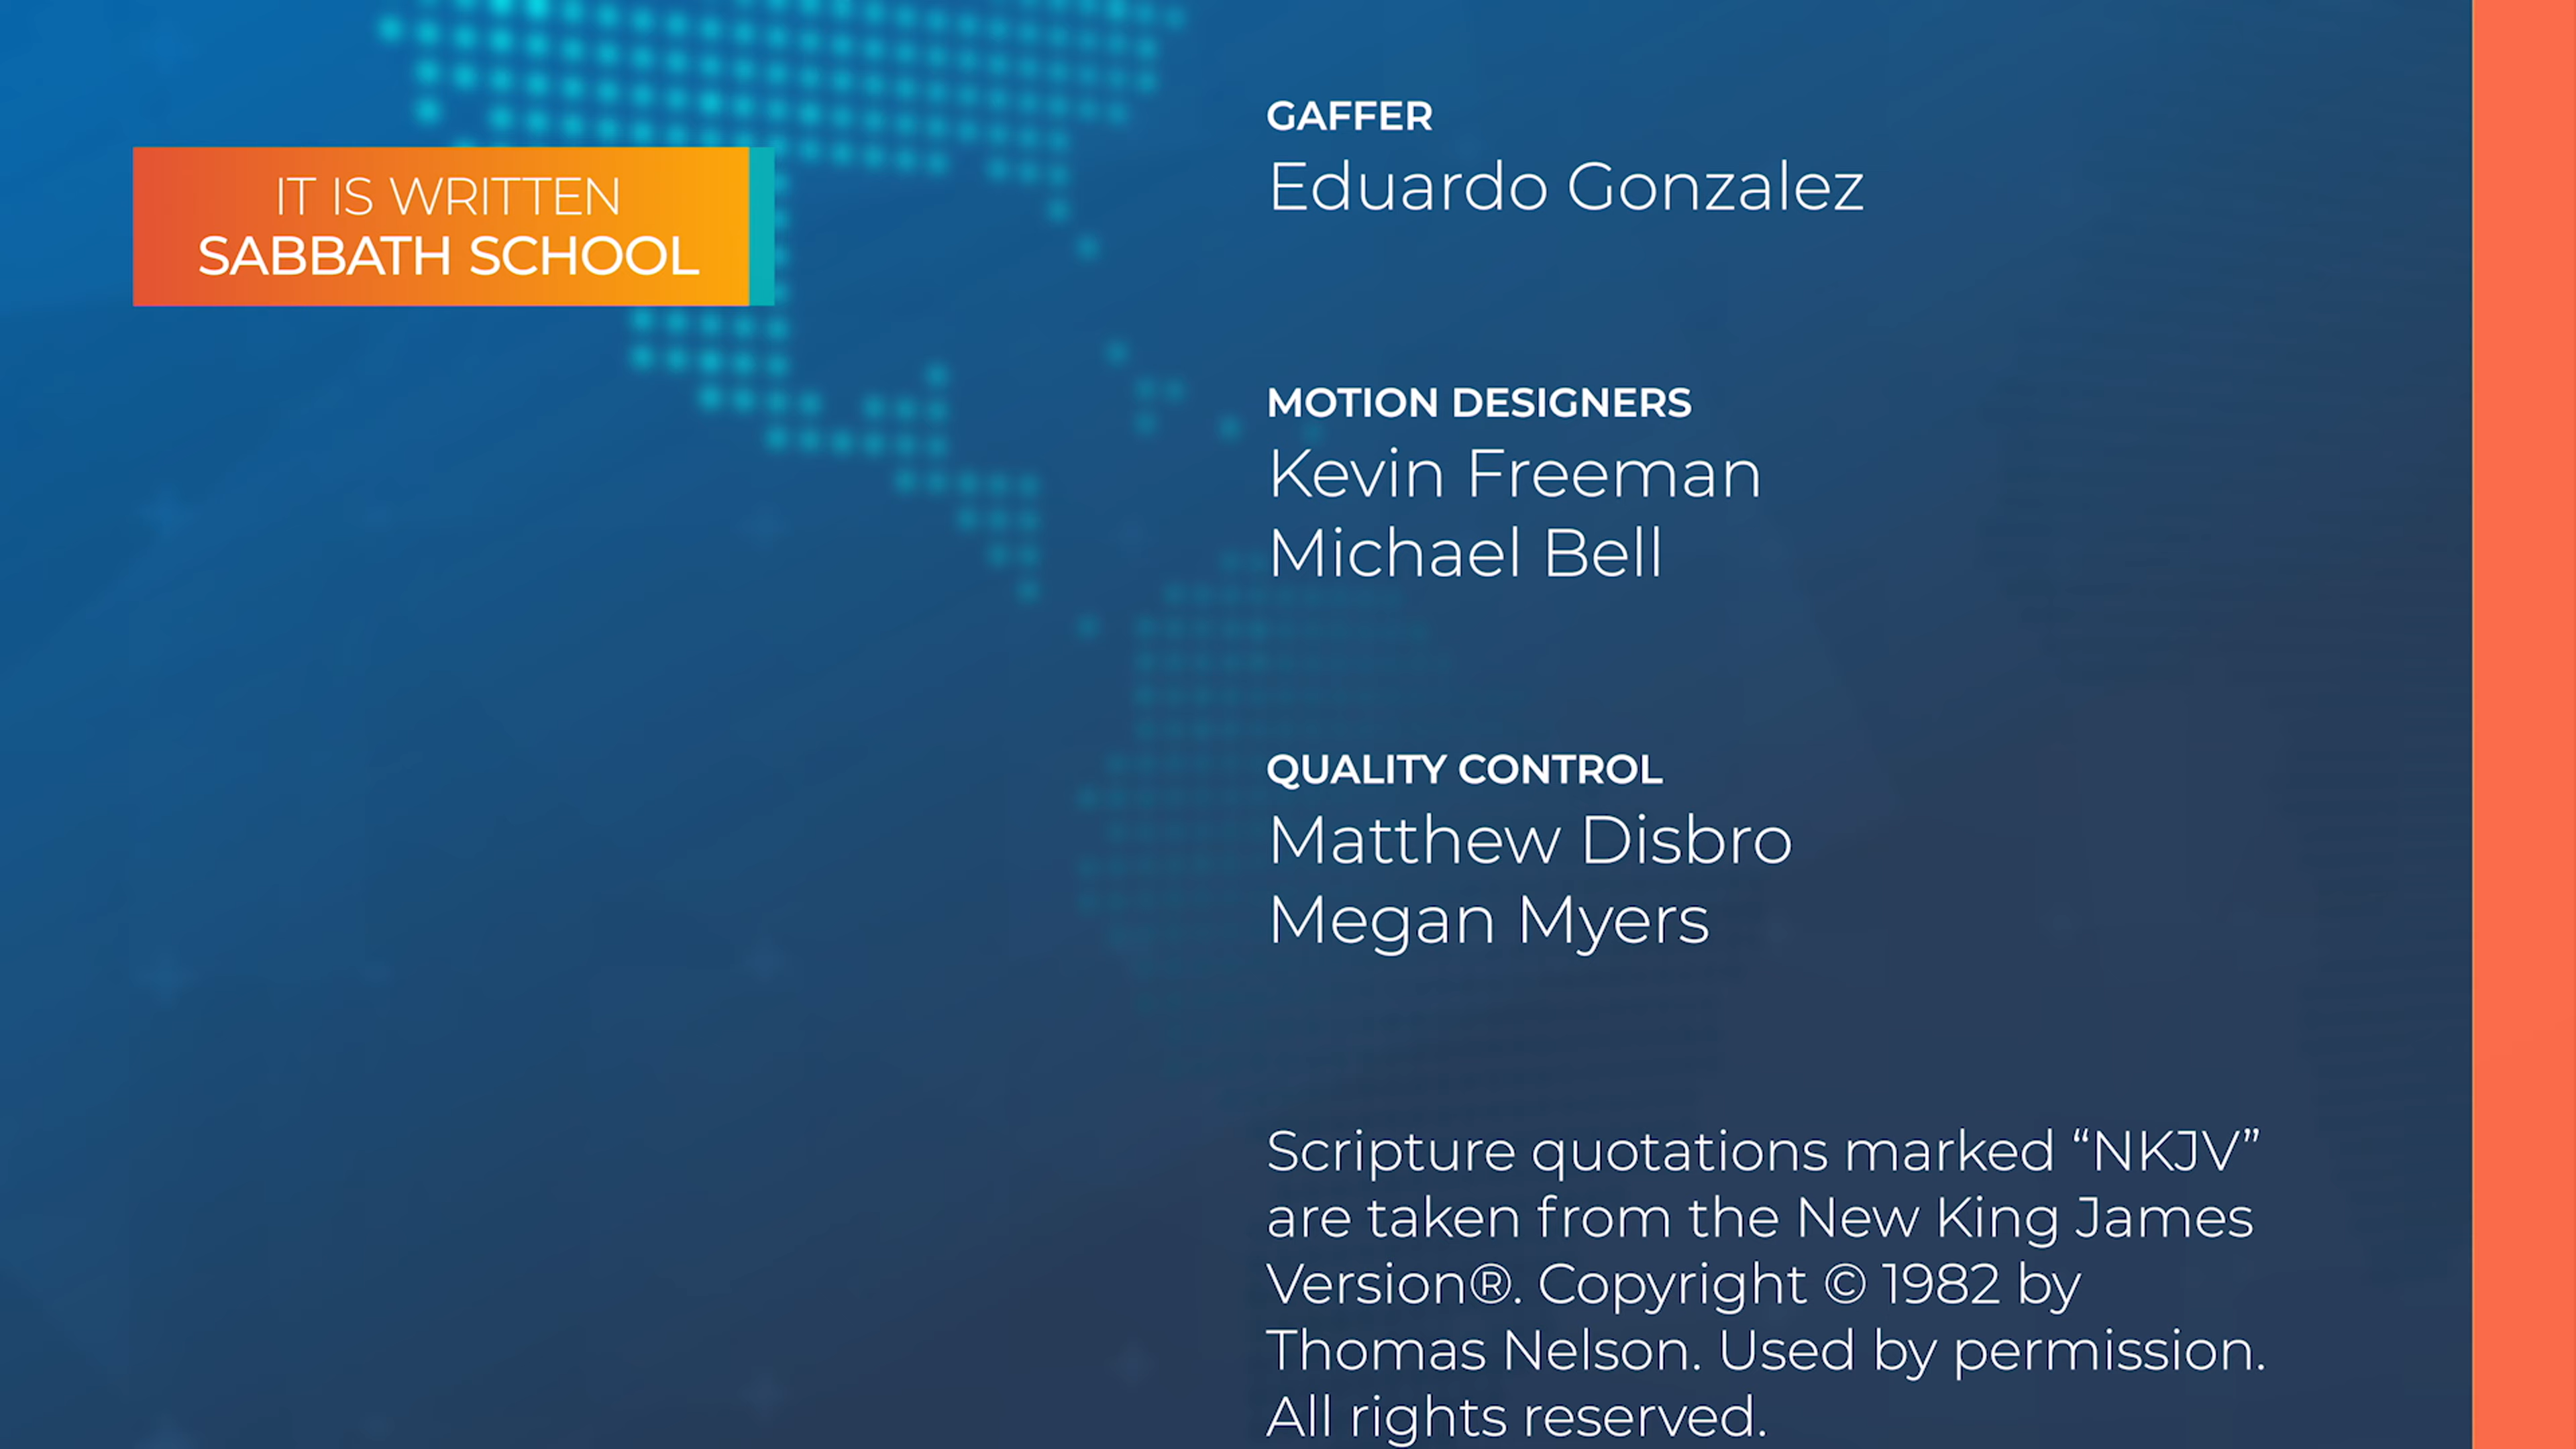 IT IS WRITTEN
SABBATH SCHOOL
GAFFER
Eduardo Gonzalez
MOTION DESIGNERS
Kevin Freeman
Michael Bell
QUALITY CONTROL
Matthew Disbro
Megan Myers
Scripture quotations marked “NKJV”
are taken from the New King James
Version®. Copyright © 1982 by
Thomas Nelson. Used by permission.
All rights reserved.